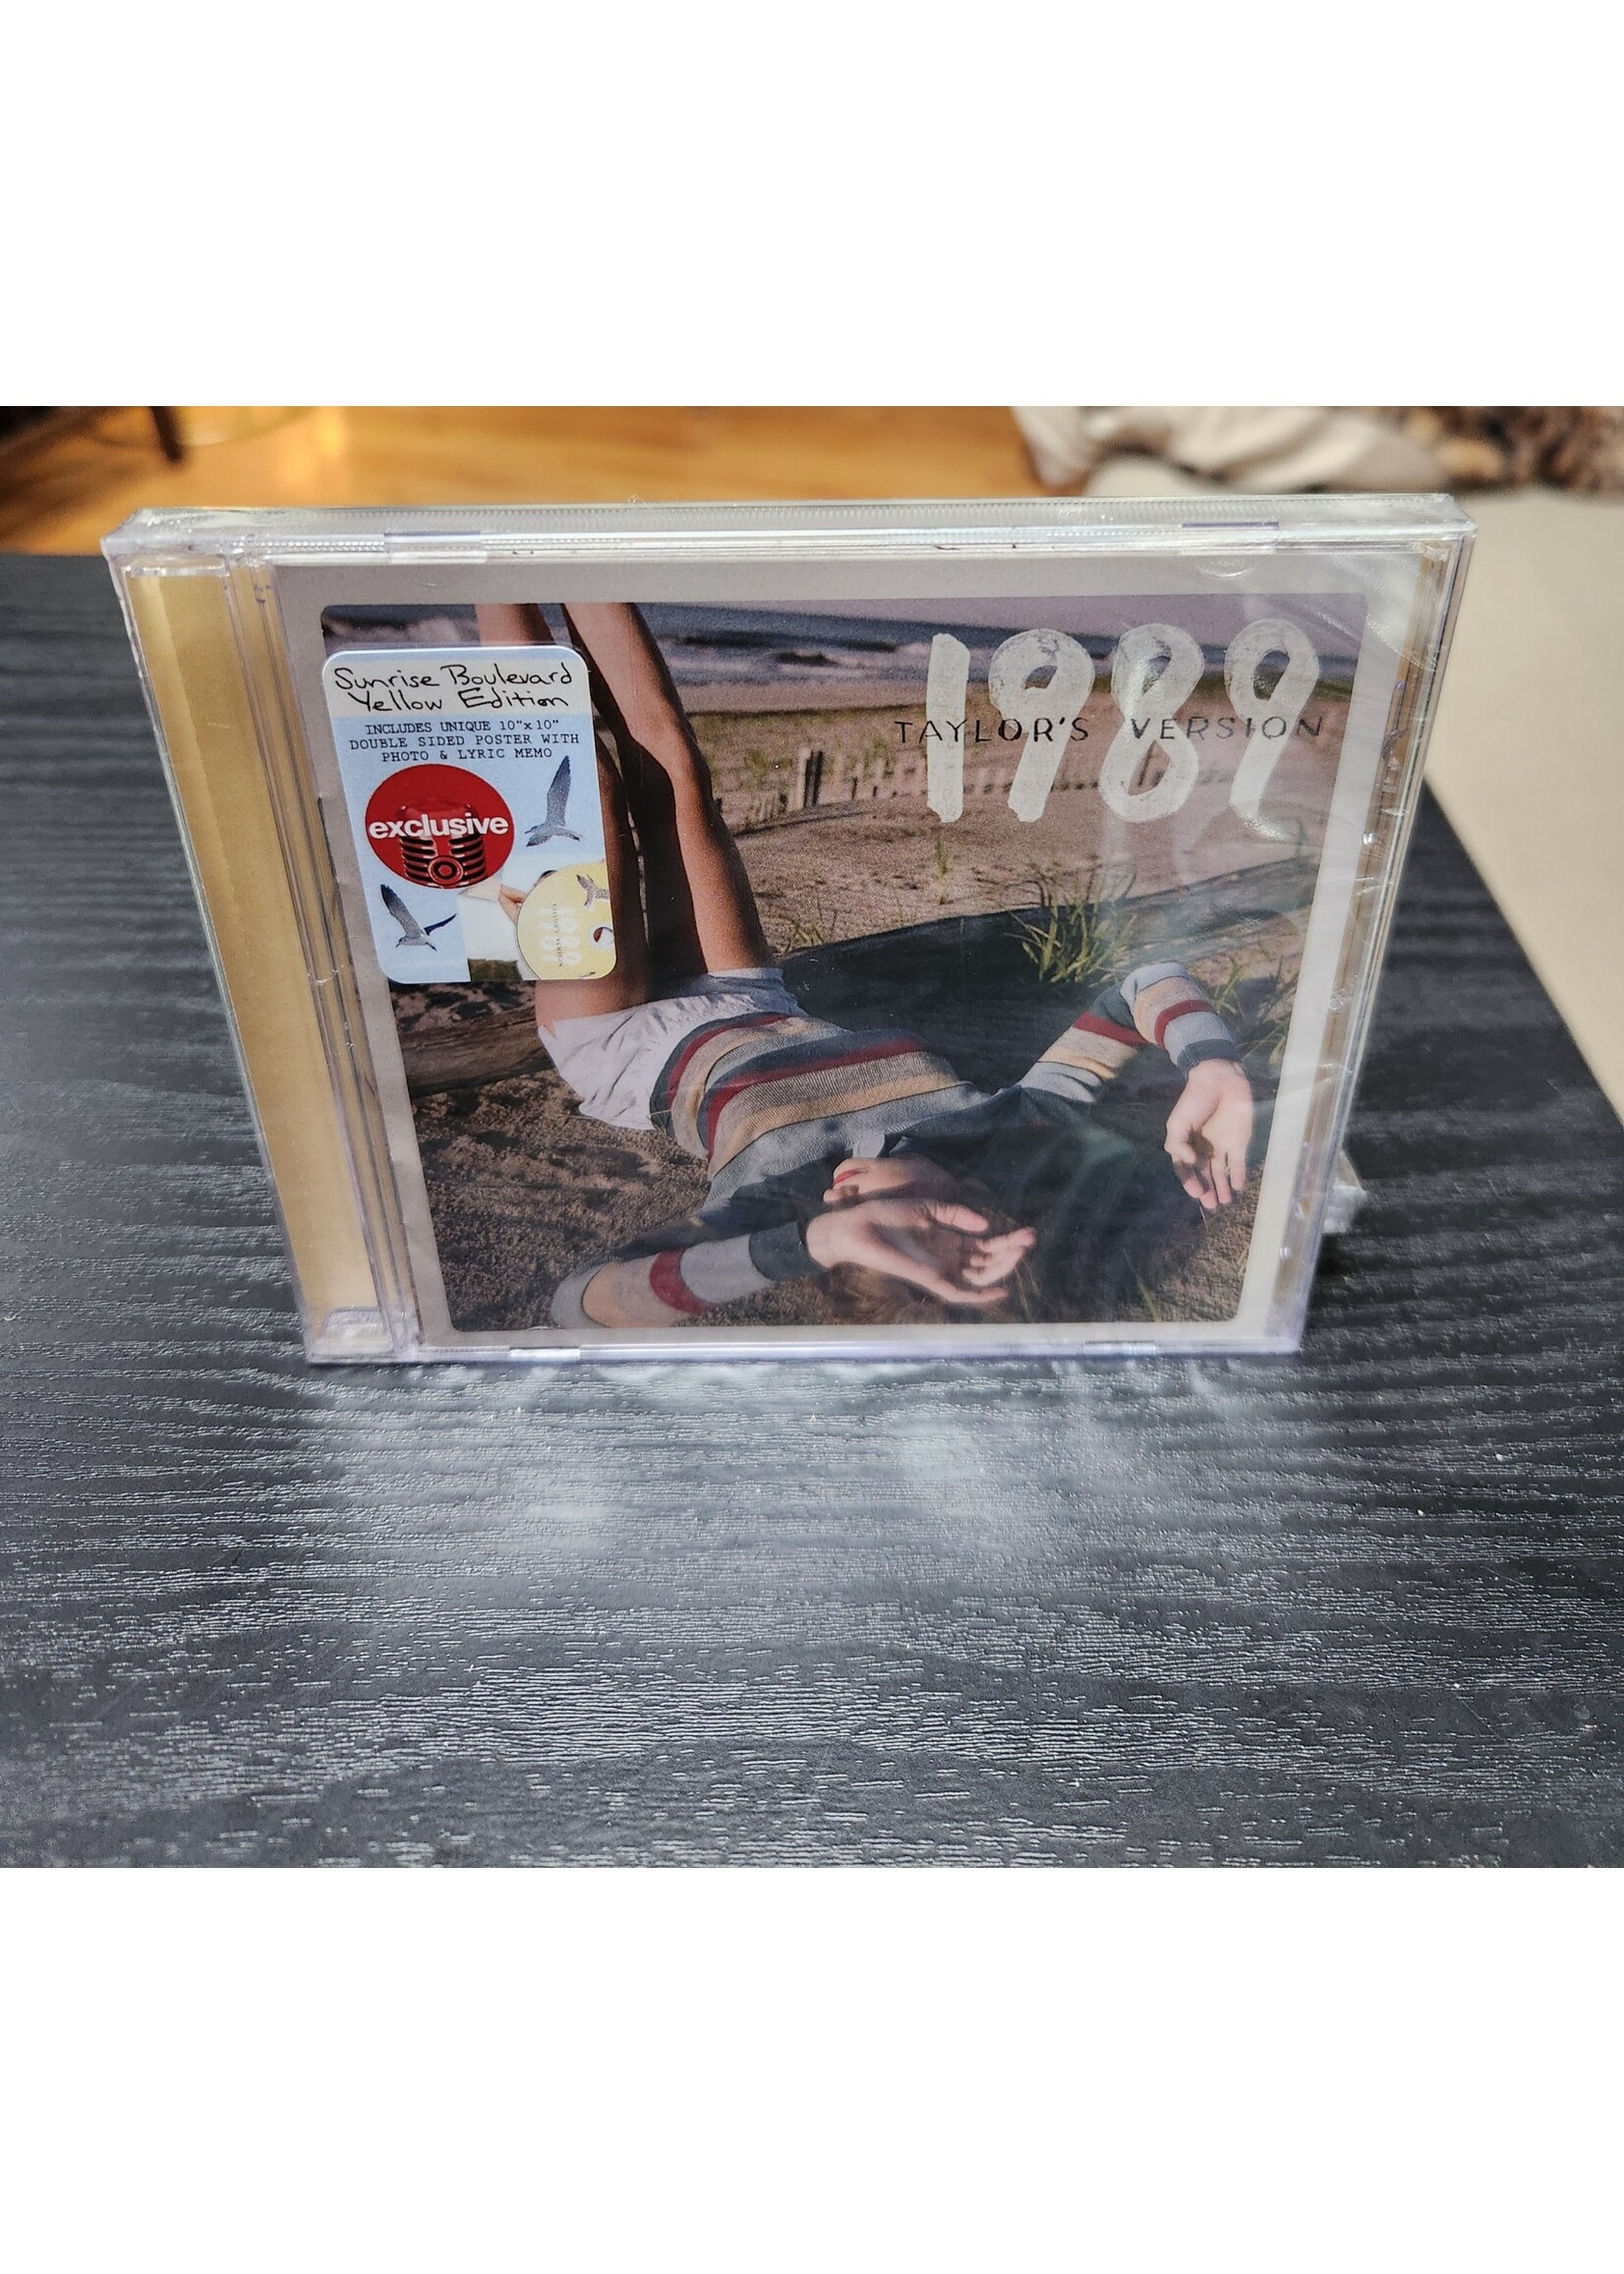 Sunrise Boulevard
Yellow Edition
INCLUDES UNIQUE 10"x10"
DOUBLE SIDED POSTER WITH
PHOTO & LYRIC MEMO
exclusive
1989
TAYLOR'S VERSION
1989